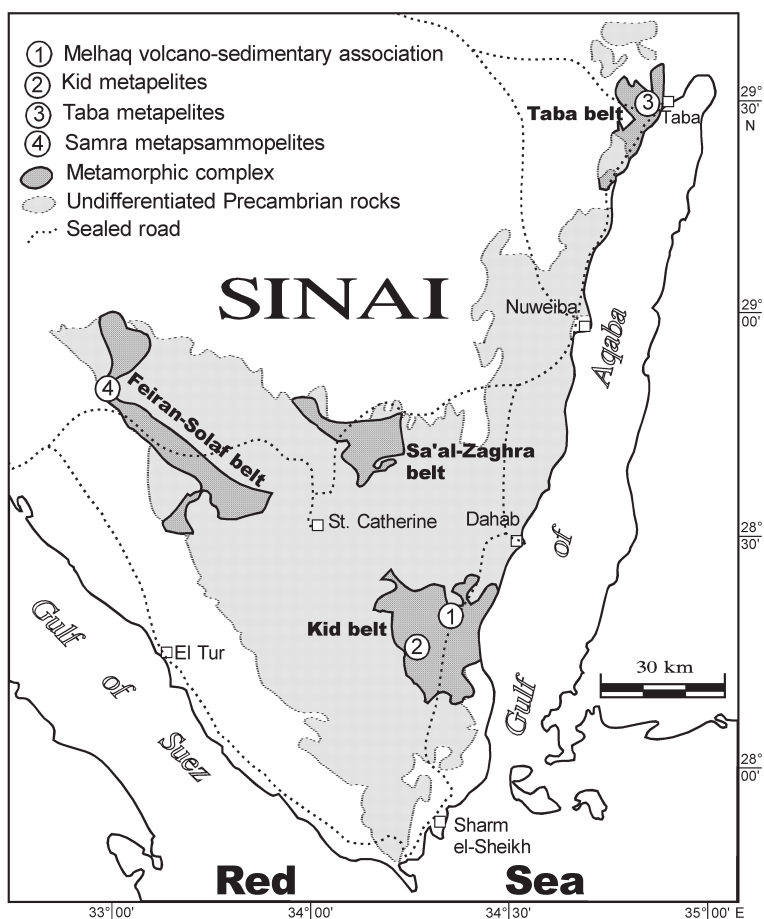 1 Melhaq volcano-sedimentary association
2 Kid metapelites
3 Taba metapelites
4 Samra metapsammopelites
Metamorphic complex
Undifferentiated Precambrian rocks
Sealed road
3
Taba belt
Taba
29°
30'
N
SINAI
Nuweiba
29°
00'
Aqaba
4
Feiran-Solaf belt
Sa'al-Zaghra
belt
St. Catherine
Dahab
of
28°
30'
1
Kid belt
2
Gulf
of
Suez
El Tur
30 km
Gulf
28°
00'
Sharm
el-Sheikh
Red Sea
33°00'
34°00'
34°30'
35°00' E